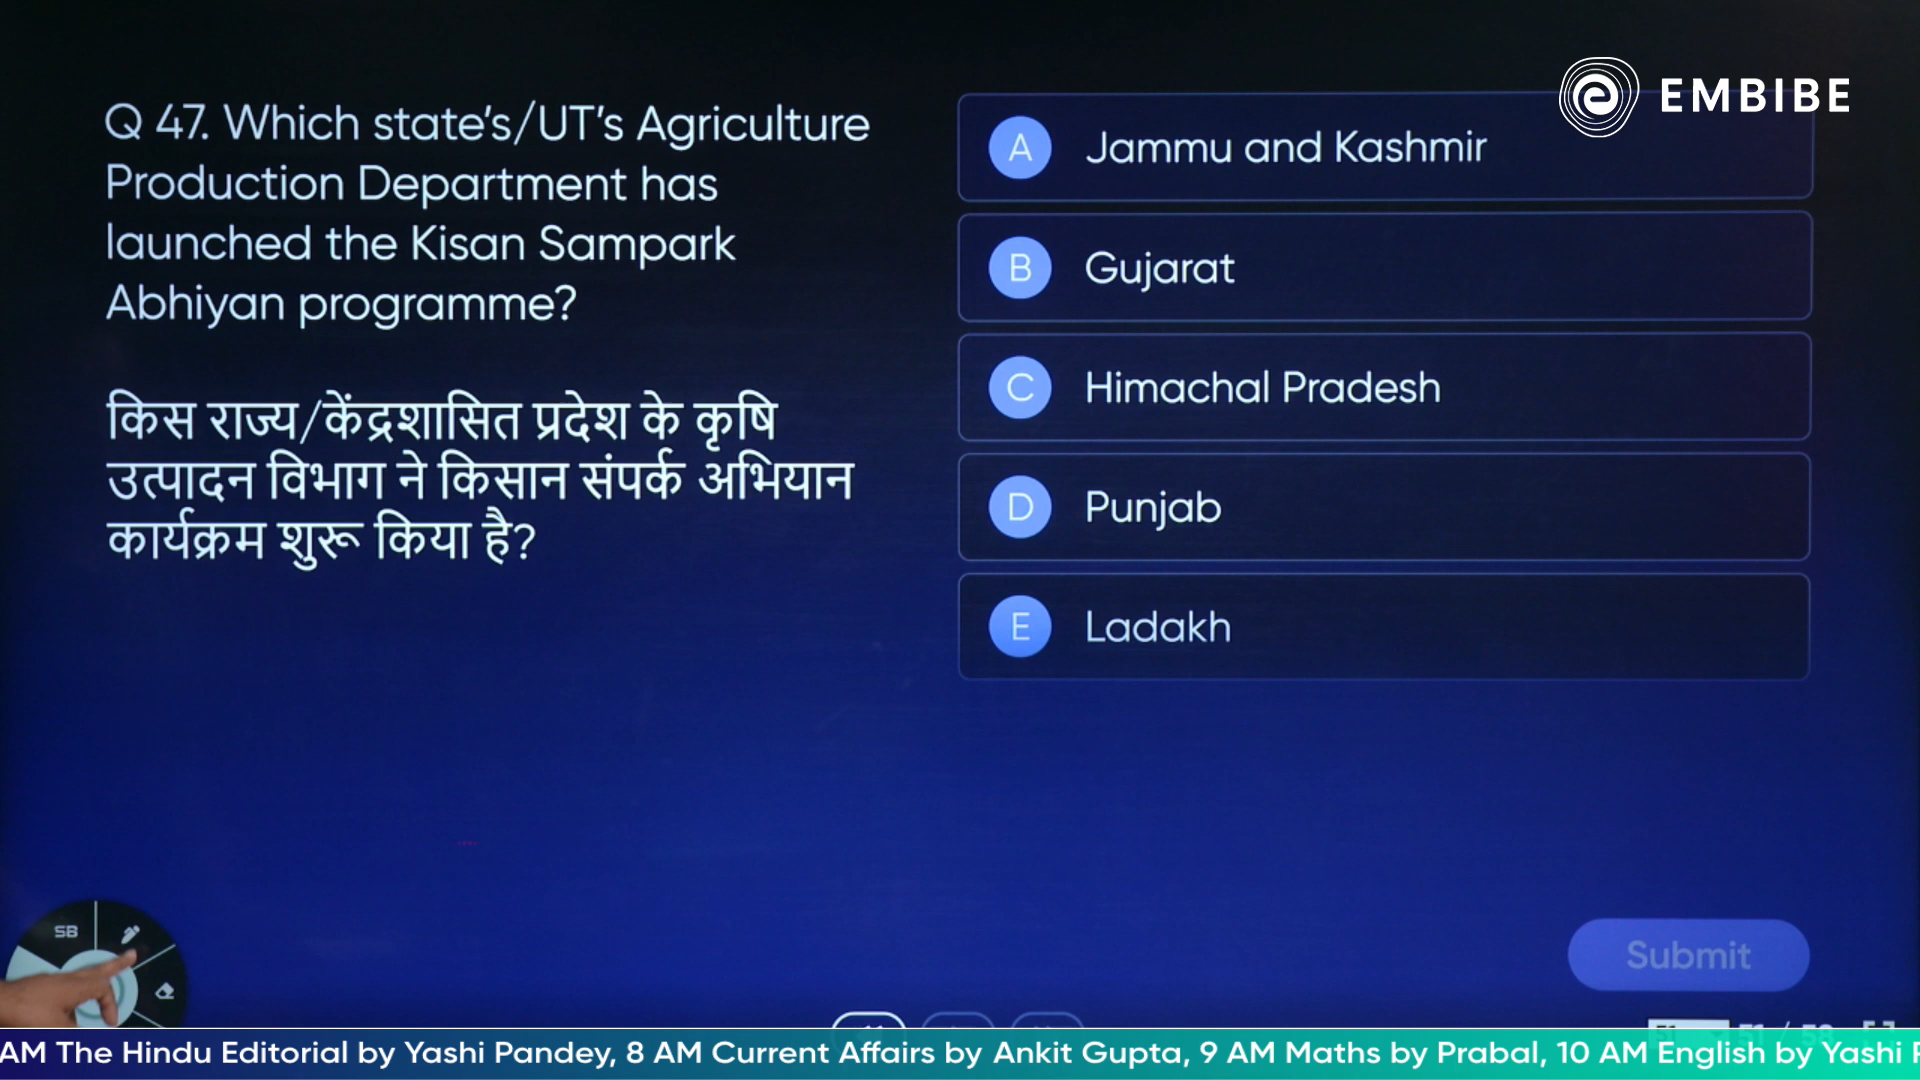 EMBIBE
Q 47. Which state's/UT's Agriculture
Production Department has
launched the Kisan Sampark
Abhiyan programme?
किस राज्य/केंद्रशासित प्रदेश के कृषि
उत्पादन विभाग ने किसान संपर्क अभियान
कार्यक्रम शुरू किया है?
A Jammu and Kashmir
B Gujarat
C Himachal Pradesh
D Punjab
E Ladakh
SB
Submit
AM The Hindu Editorial by Yashi Pandey, 8 AM Current Affairs by Ankit Gupta, 9 AM Maths by Prabal, 10 AM English by Yashi